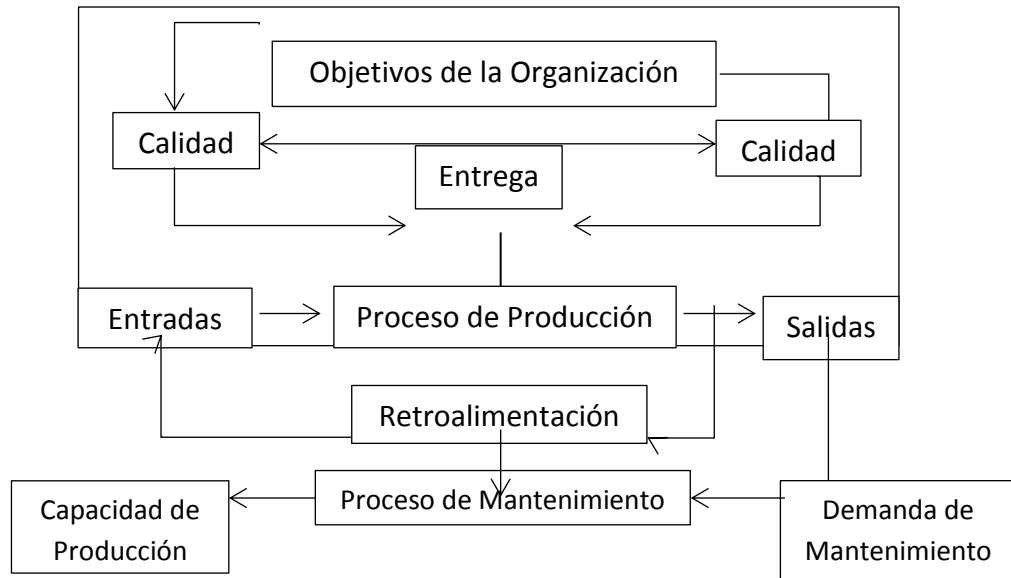 Objetivos de la Organización
Calidad
Calidad
Entrega
Entradas
Proceso de Producción
Salidas
Retroalimentación
Proceso de Mantenimiento
Capacidad de
Producción
Demanda de
Mantenimiento